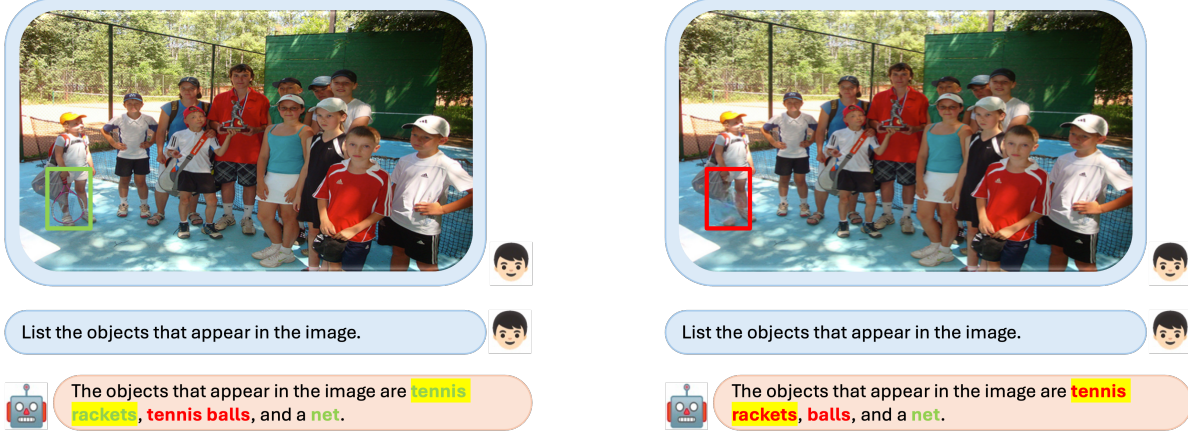 List the objects that appear in the image.
The objects that appear in the image are tennis
rackets, tennis balls, and a net.
List the objects that appear in the image.
The objects that appear in the image are tennis
rackets, balls, and a net.